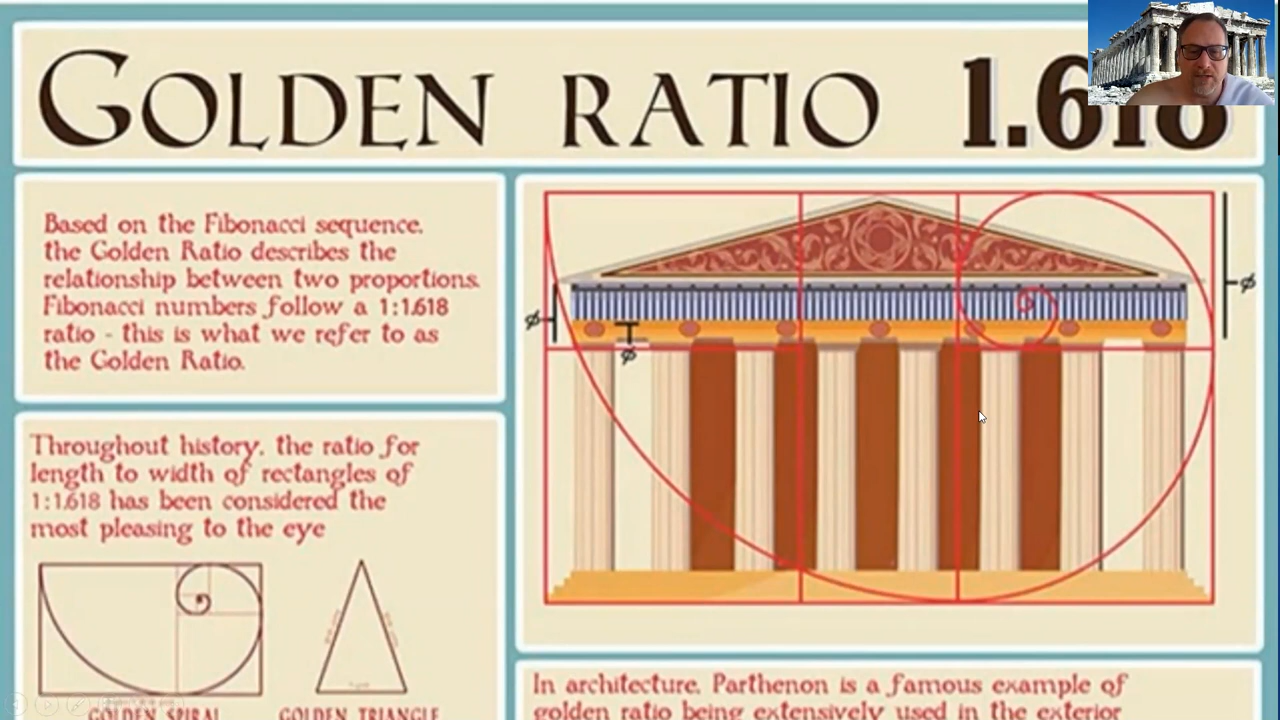 GOLDEN RATIO 1.618
Based on the Fibonacci sequence,
the Golden Ratio describes the
relationship between two proportions.
Fibonacci numbers follow a 1:1.618
ratio - this is what we refer to as
the Golden Ratio.
Throughout history, the ratio for
length to width of rectangles of
1:1.618 has been considered the
most pleasing to the eye
GOLDEN SPIRAL
GOLDEN TRIANGLE
ø
ø
ø
In architecture, Parthenon is a famous example of
golden ratio being extensively used in the exterior